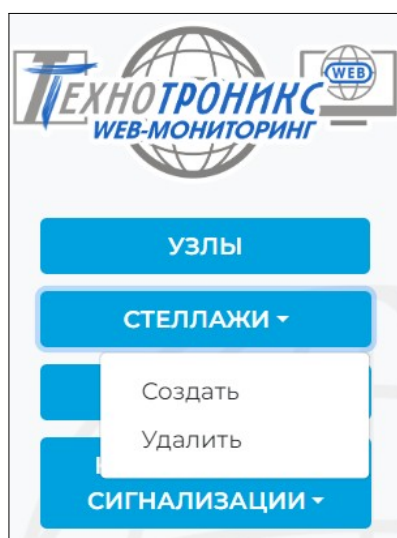 ТЕХНОТРОНИКС
WEB
WEB-МОНИТОРИНГ
УЗЛЫ
СТЕЛЛАЖИ
Создать
Удалить
СИГНАЛИЗАЦИИ